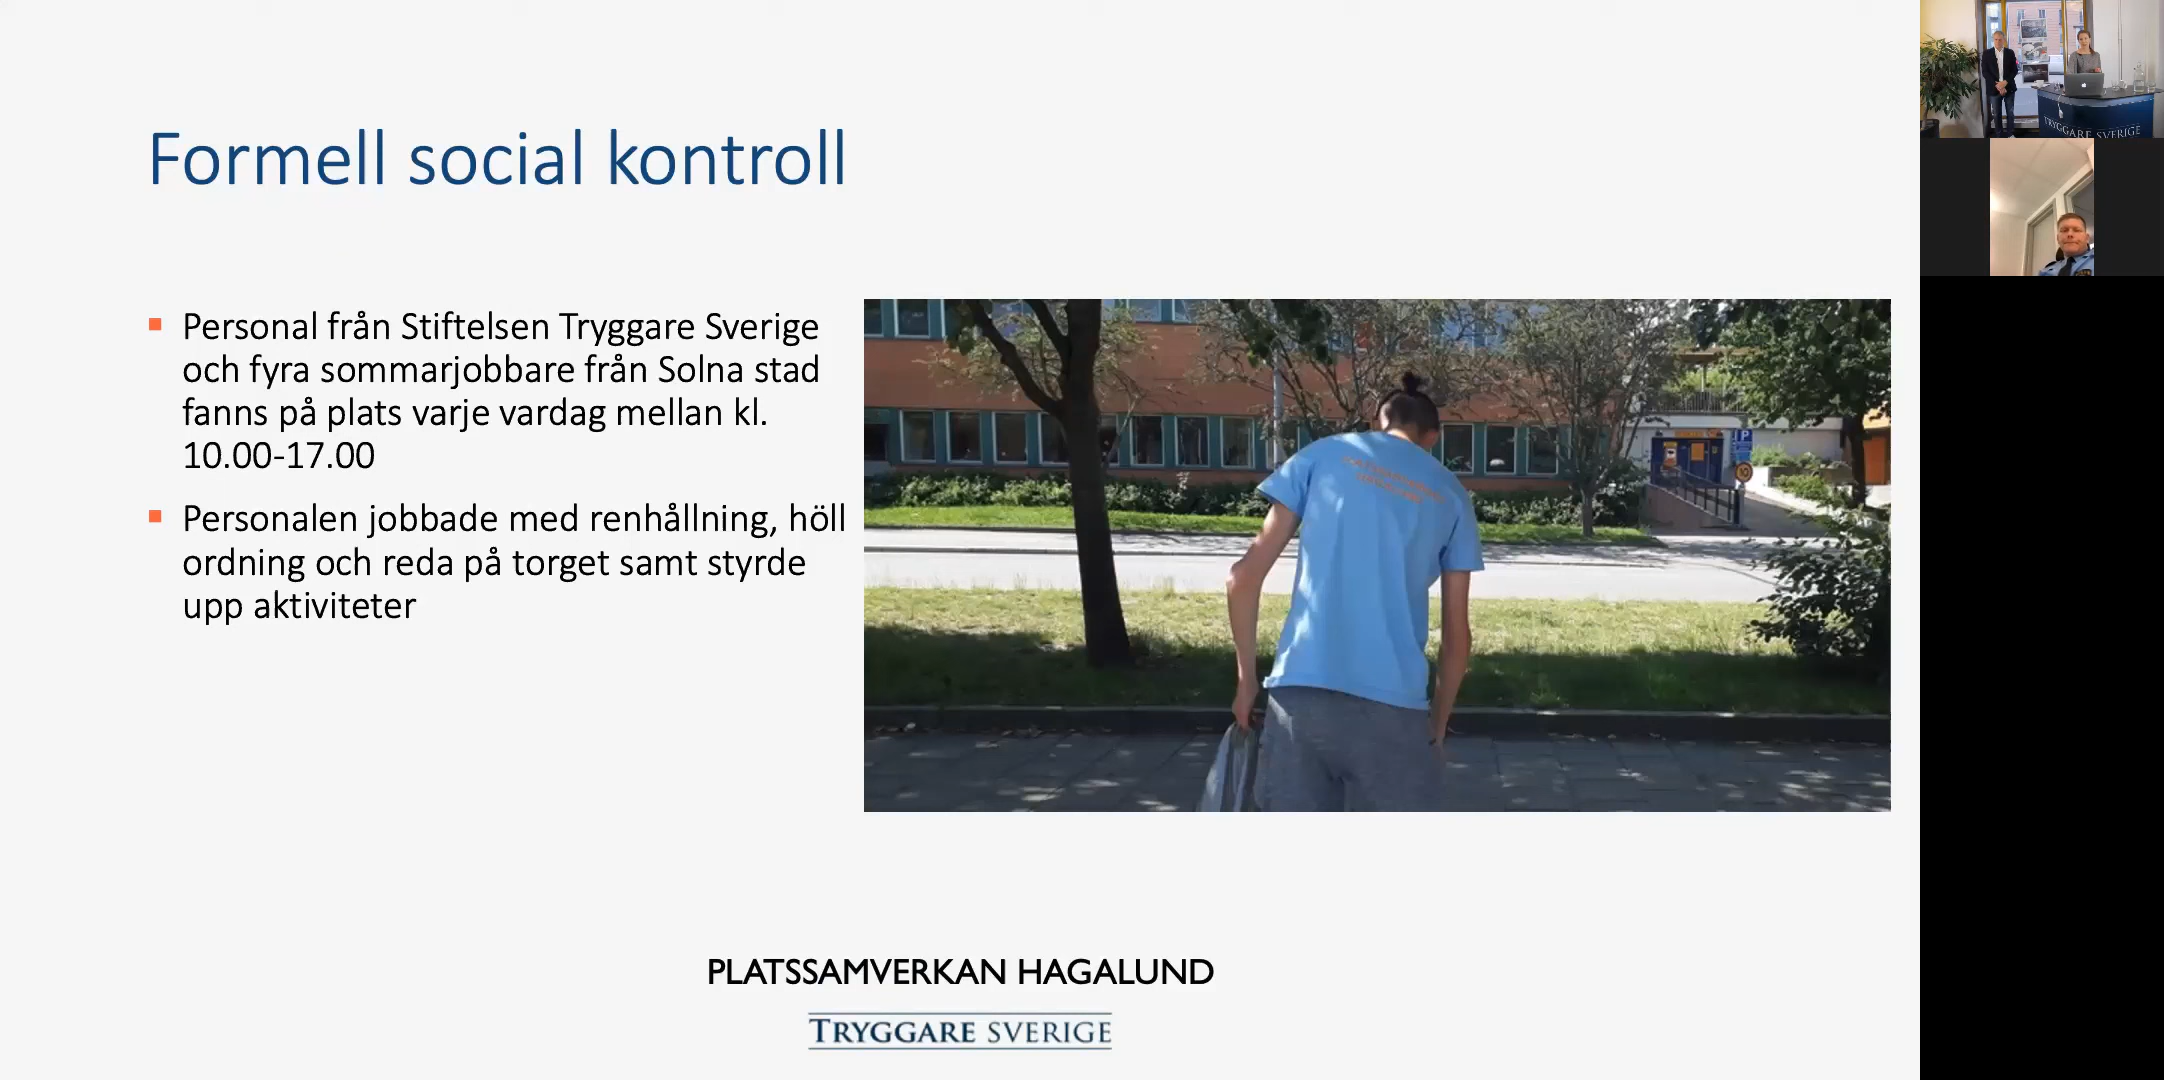 Formell social kontroll
Personal från Stiftelsen Tryggare Sverige
och fyra sommarjobbare från Solna stad
fanns på plats varje vardag mellan kl.
10.00-17.00
Personalen jobbade med renhållning, höll
ordning och reda på torget samt styrde
upp aktiviteter
P
PLATSSAMVERKAN HAGALUND
TRYGGARE SVERIGE
TRYGGARE SVERIGE